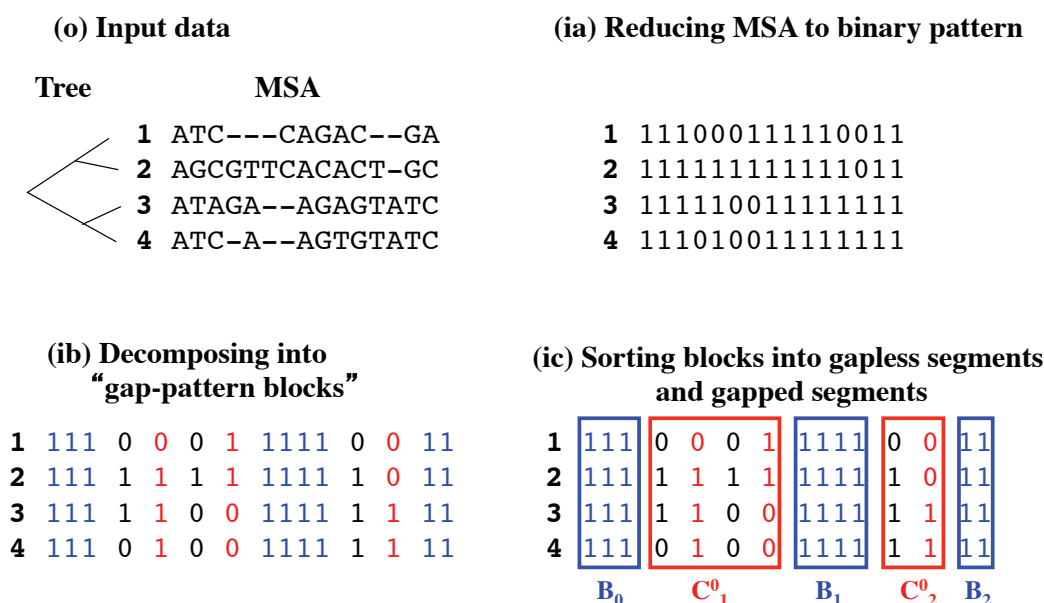 (o) Input data
Tree MSA
1 ATC---CAGAC--GA
2 AGCGTTCACACT-GC
3 ATAGA--AGAGTATC
4 ATC-A--AGTGTATC
(ia) Reducing MSA to binary pattern
1 111000111110011
2 111111111111011
3 111110011111111
4 111010011111111
(ib) Decomposing into
“gap-pattern blocks”
1 111 0 0 0 1 1111 0 0 11
2 111 1 1 1 1 1111 1 0 11
3 111 1 1 0 0 1111 1 1 11
4 111 0 1 0 0 1111 1 1 11
(ic) Sorting blocks into gapless segments
and gapped segments
1 111 0 0 0 1 1111 0 0 11
2 111 1 1 1 1 1111 1 0 11
3 111 1 1 0 0 1111 1 1 11
4 111 0 1 0 0 1111 1 1 11
B₀ C⁰₁ B₁ C⁰₂ B₂